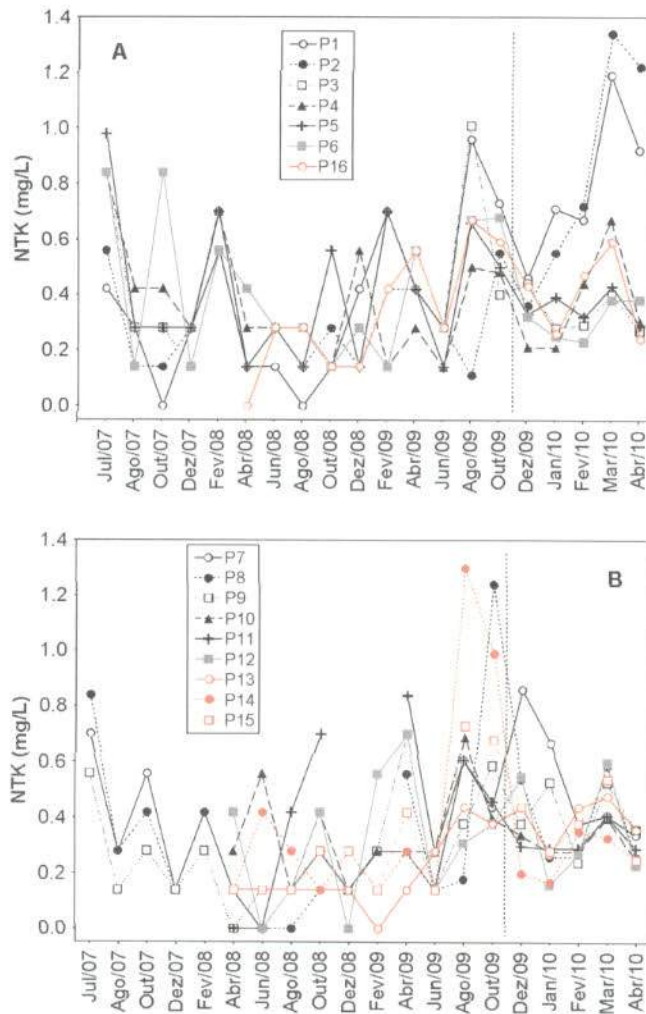 A
NTK (mg/L)
1.4
1.2
1.0
0.8
0.6
0.4
0.2
0.0
P1
P2
P3
P4
P5
P6
P16
Jul/07
Ago/07
Out/07
Dez/07
Fev/08
Abr/08
Jun/08
Ago/08
Out/08
Dez/08
Fev/09
Abr/09
Jun/09
Ago/09
Out/09
Dez/09
Jan/10
Fev/10
Mar/10
Abr/10
B
NTK (mg/L)
1.4
1.2
1.0
0.8
0.6
0.4
0.2
0.0
P7
P8
P9
P10
P11
P12
P13
P14
P15
Jul/07
Ago/07
Out/07
Dez/07
Fev/08
Abr/08
Jun/08
Ago/08
Out/08
Dez/08
Fev/09
Abr/09
Jun/09
Ago/09
Out/09
Dez/09
Jan/10
Fev/10
Mar/10
Abr/10